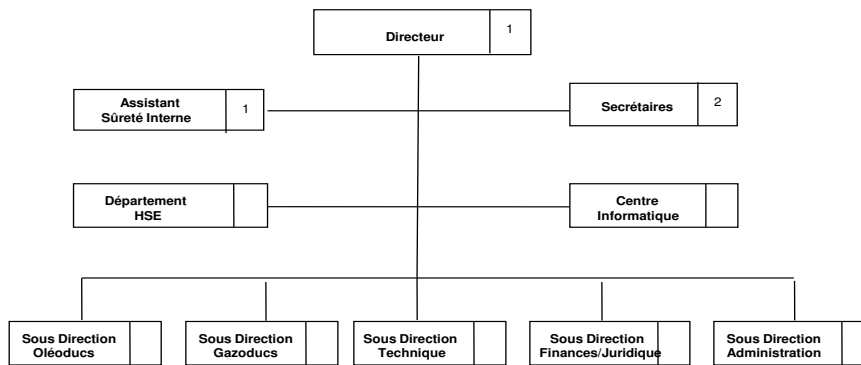 Directeur 1
Assistant
Sûreté Interne
1
Secrétaires 2
Département
HSE
Centre
Informatique
Sous Direction
Oléoducs
Sous Direction
Gazoducs
Sous Direction
Technique
Sous Direction
Finances/Juridique
Sous Direction
Administration